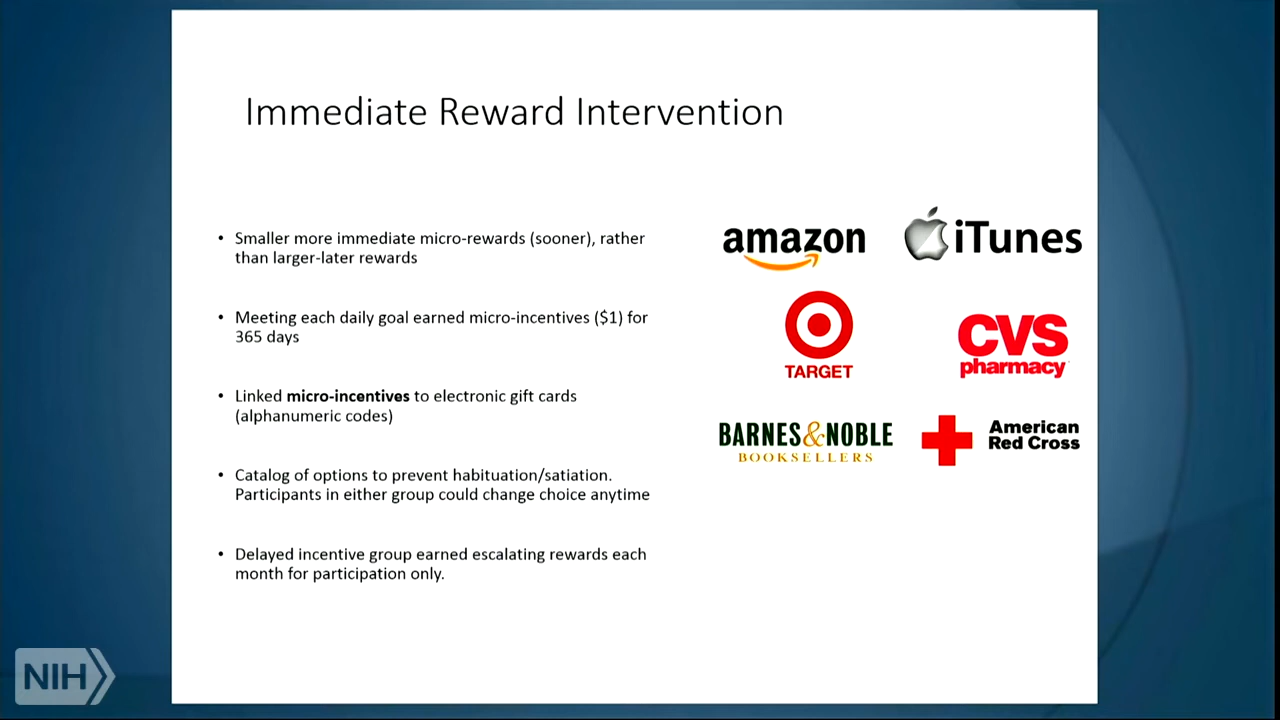 Immediate Reward Intervention
• Smaller more immediate micro-rewards (sooner), rather
than larger-later rewards
• Meeting each daily goal earned micro-incentives ($1) for
365 days
• Linked micro-incentives to electronic gift cards
(alphanumeric codes)
• Catalog of options to prevent habituation/satiation.
Participants in either group could change choice anytime
• Delayed incentive group earned escalating rewards each
month for participation only.
amazon
iTunes
TARGET
CVS
pharmacy
BARNES&NOBLE
BOOKSELLERS
American
Red Cross
NIH